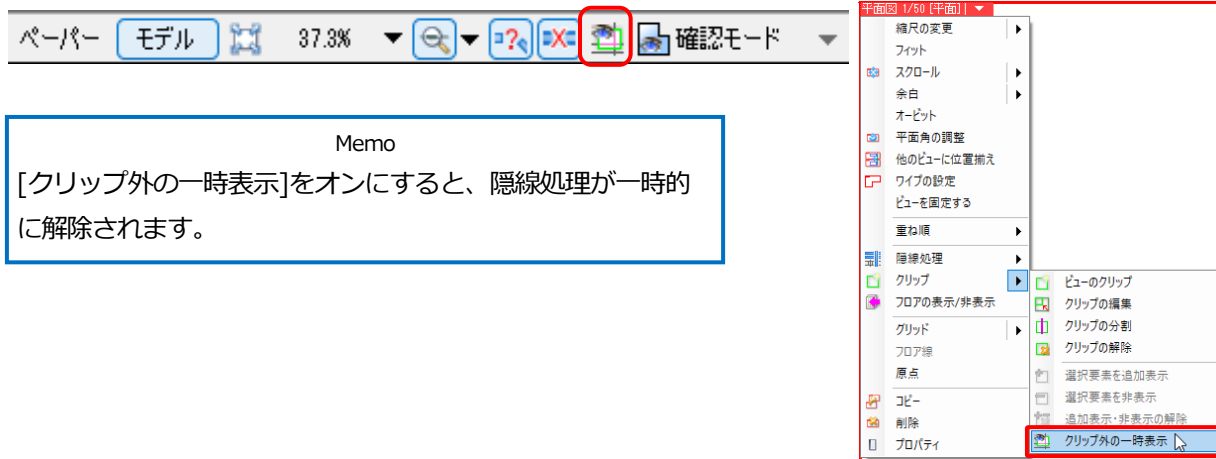 ペーパー モデル 37.3% 確認モード
Memo
[クリップ外の一時表示]をオンにすると、隠線処理が一時的
に解除されます。
平面図 1/50 [平面]
縮尺の変更
フィット
スクロール
余白
オービット
平面角の調整
他のビューに位置揃え
ワイプの設定
ビューを固定する
重ね順
隠線処理
クリップ
フロアの表示/非表示
グリッド
フロア線
原点
コピー
削除
プロパティ
ビューのクリップ
クリップの編集
クリップの分割
クリップの解除
選択要素を追加表示
選択要素を非表示
追加表示・非表示の解除
クリップ外の一時表示